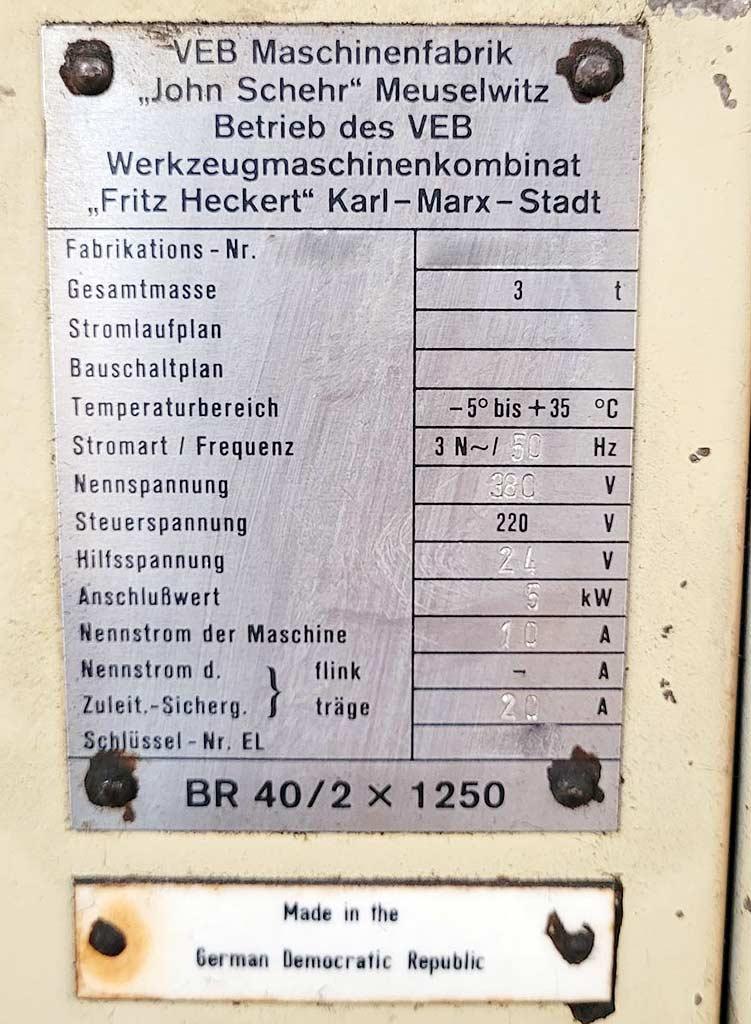 VEB Maschinenfabrik
„John Schehr“ Meuselwitz
Betrieb des VEB
Werkzeugmaschinenkombinat
„Fritz Heckert“ Karl-Marx-Stadt
Fabrikations-Nr.
Gesamtmasse 3 t
Stromlaufplan
Bauschaltplan
Temperaturbereich -5° bis +35 °C
Stromart / Frequenz 3 N~/ 50 Hz
Nennspannung 380 V
Steuerspannung 220 V
Hilfsspannung 24 V
Anschlußwert 5 kW
Nennstrom der Maschine 10 A
Nennstrom d. } flink - A
Zuleit.-Sicherg. } träge 20 A
Schlüssel-Nr. EL
BR 40/2 × 1250
Made in the
German Democratic Republic